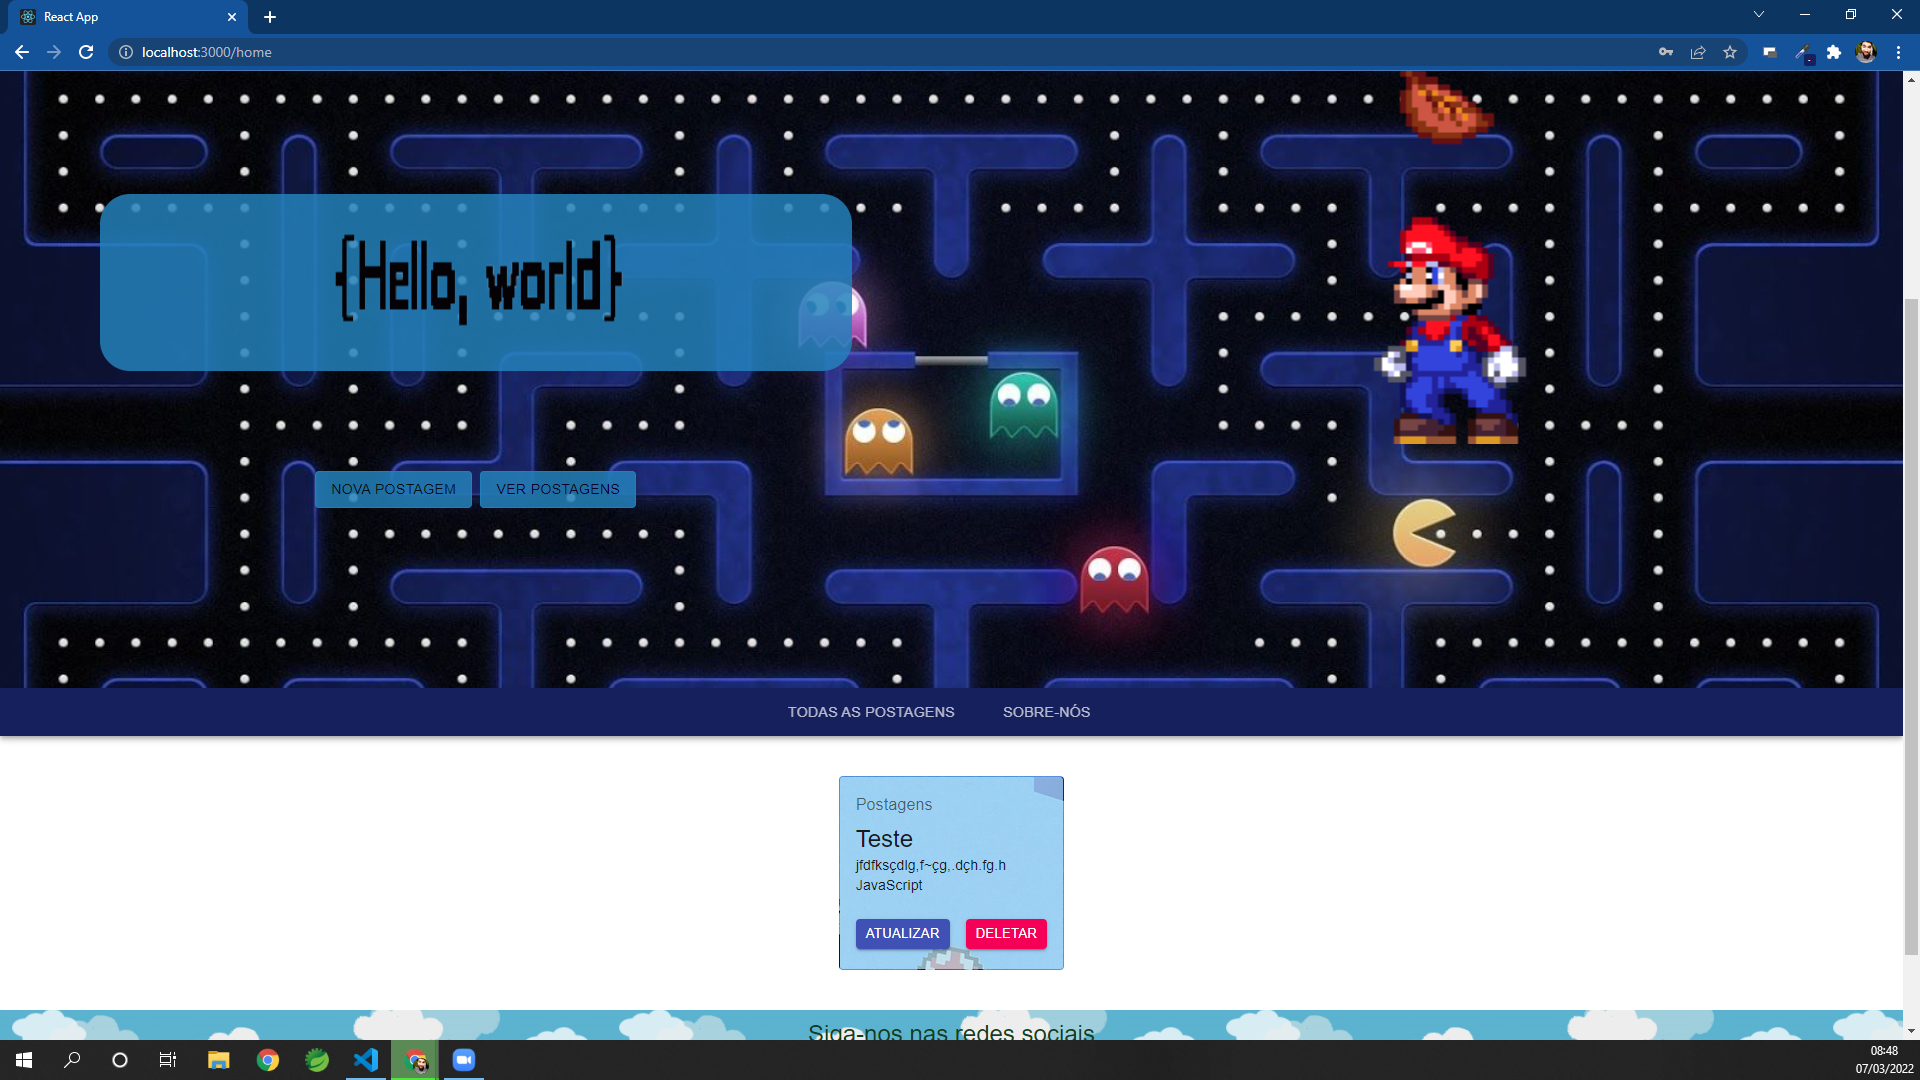 React App
localhost:3000/home
{Hello, world}
NOVA POSTAGEM
VER POSTAGENS
TODAS AS POSTAGENS
SOBRE-NÓS
Postagens
Teste
jfdfksçdlg,f~çg,.dçh.fg.h
JavaScript
ATUALIZAR
DELETAR
Siga-nos nas redes sociais
08:48
07/03/2022